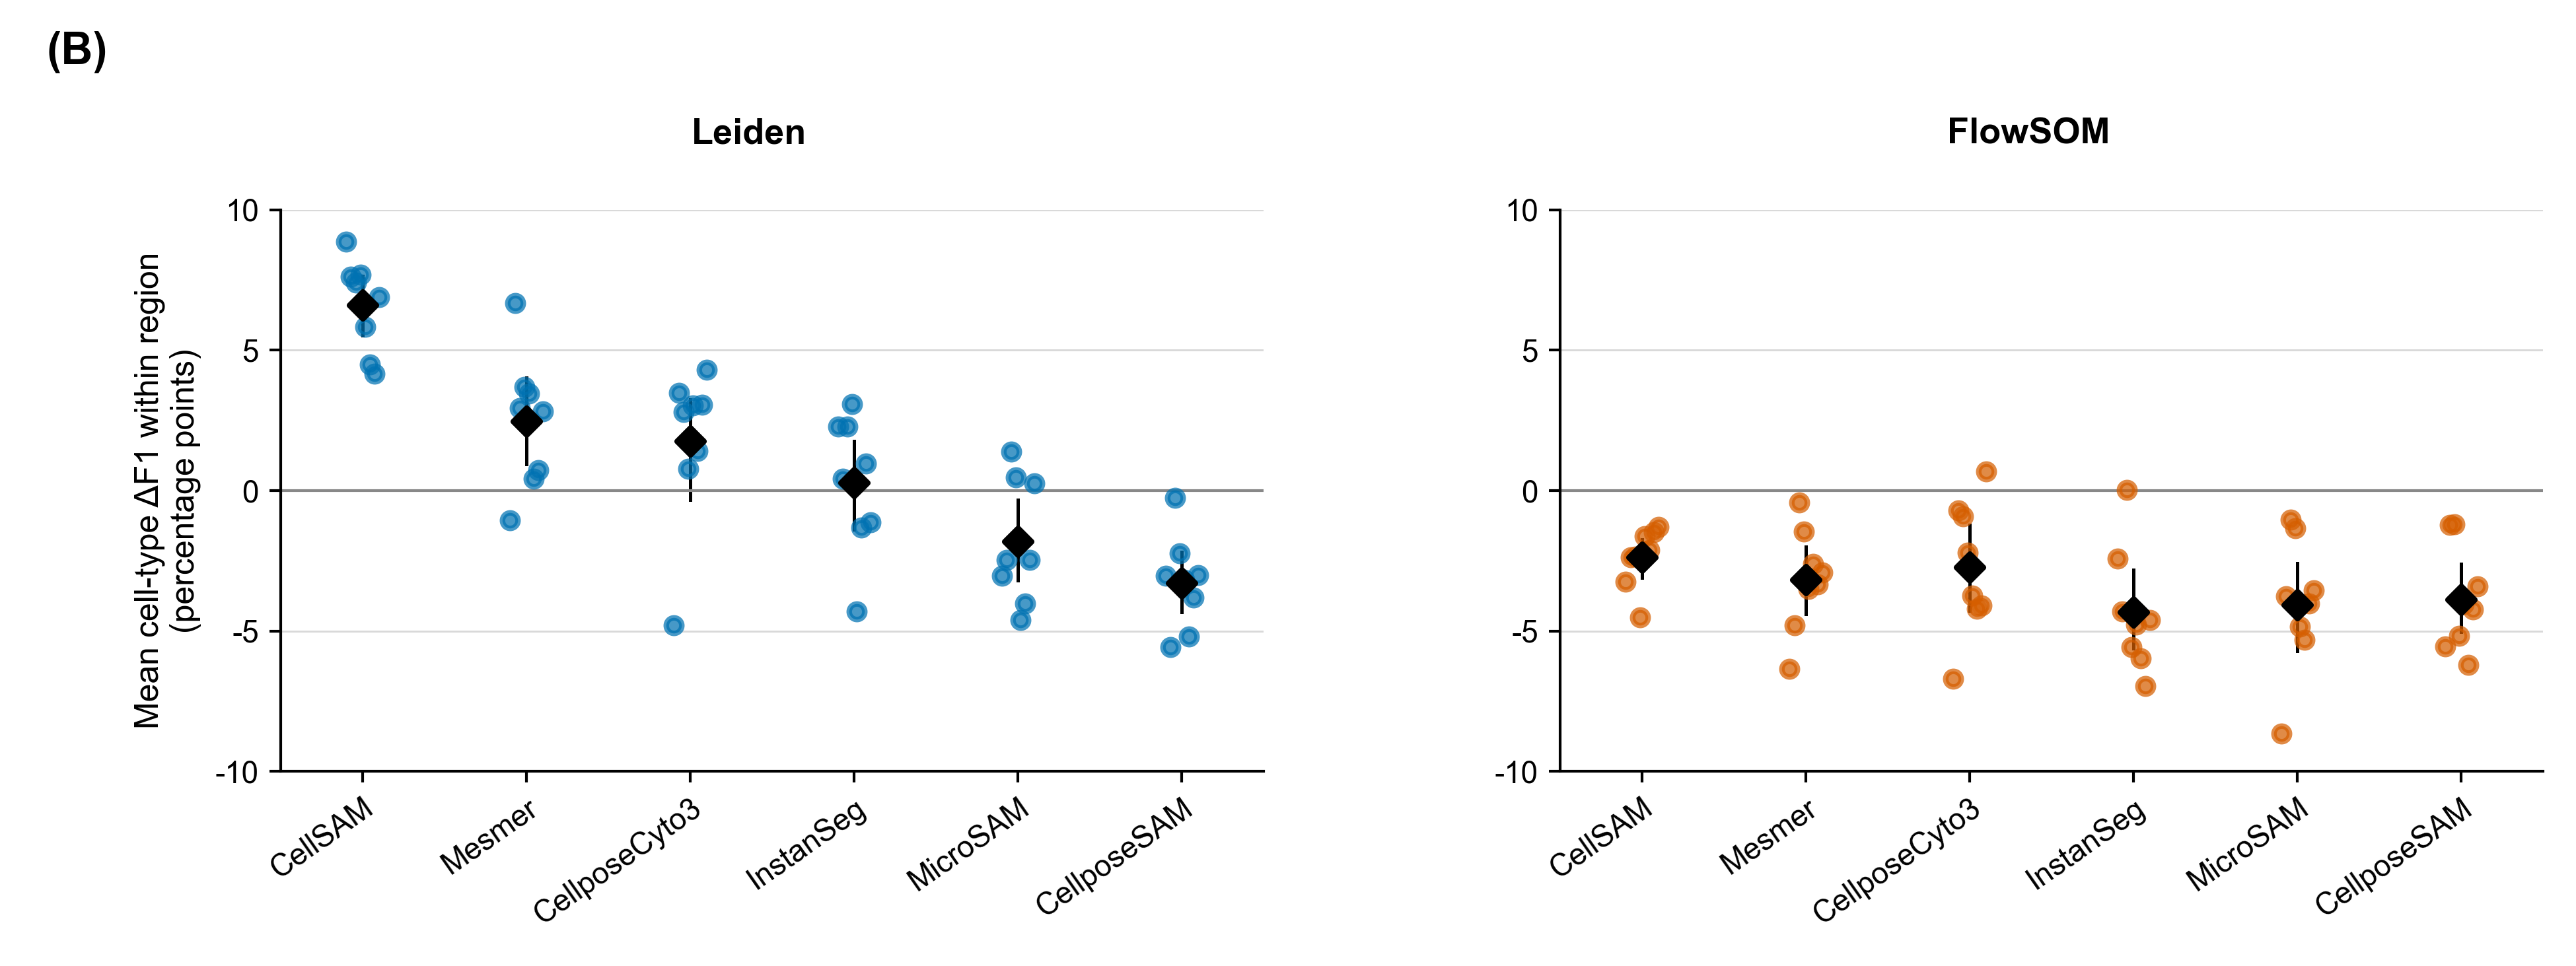 (B)
Leiden
FlowSOM
Mean cell-type ΔF1 within region
(percentage points)
10
5
0
-5
-10
CellSAM
Mesmer
CellposeCyto3
InstanSeg
MicroSAM
CellposeSAM
10
5
0
-5
-10
CellSAM
Mesmer
CellposeCyto3
InstanSeg
MicroSAM
CellposeSAM